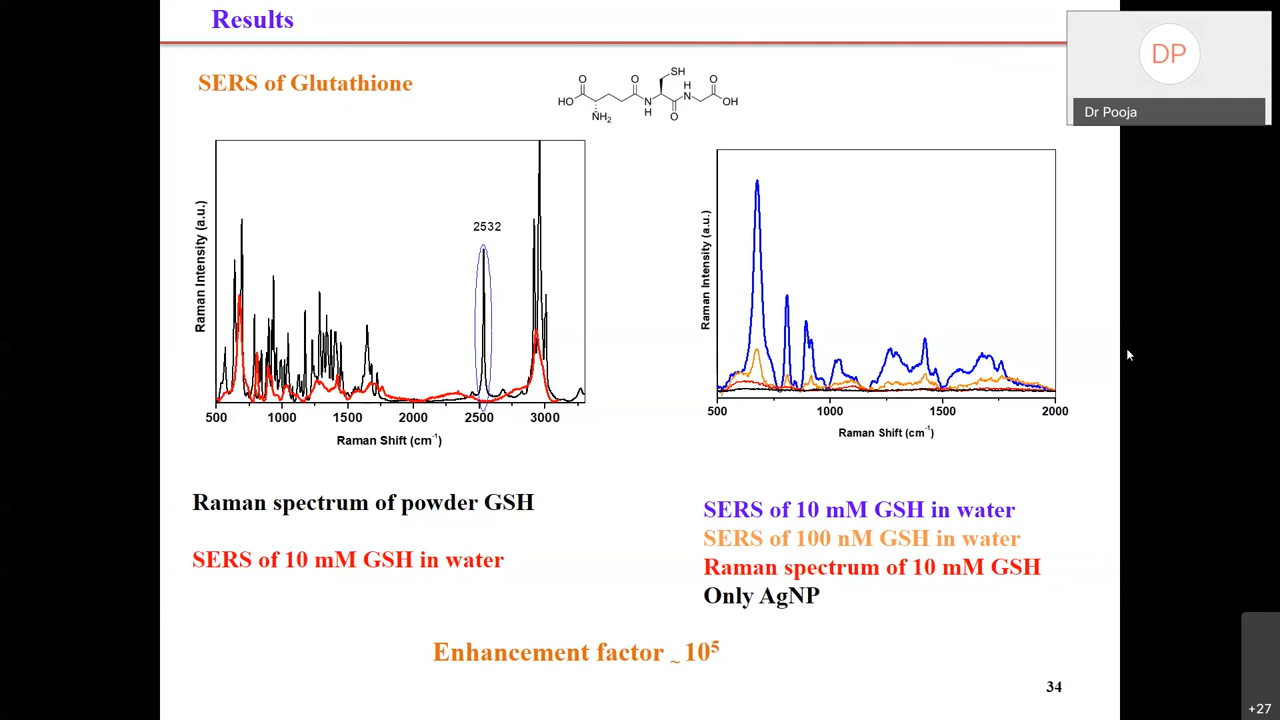 Results
SERS of Glutathione
O
HO
NH2
O
N
H
SH
O
H
N
O
OH
DP
Dr Pooja
2532
Raman Intensity (a.u.)
500 1000 1500 2000 2500 3000
Raman Shift (cm-1)
Raman Intensity (a.u.)
500 1000 1500 2000
Raman Shift (cm-1)
Raman spectrum of powder GSH
SERS of 10 mM GSH in water
SERS of 10 mM GSH in water
SERS of 100 nM GSH in water
Raman spectrum of 10 mM GSH
Only AgNP
Enhancement factor ~ 10⁵
34
+27